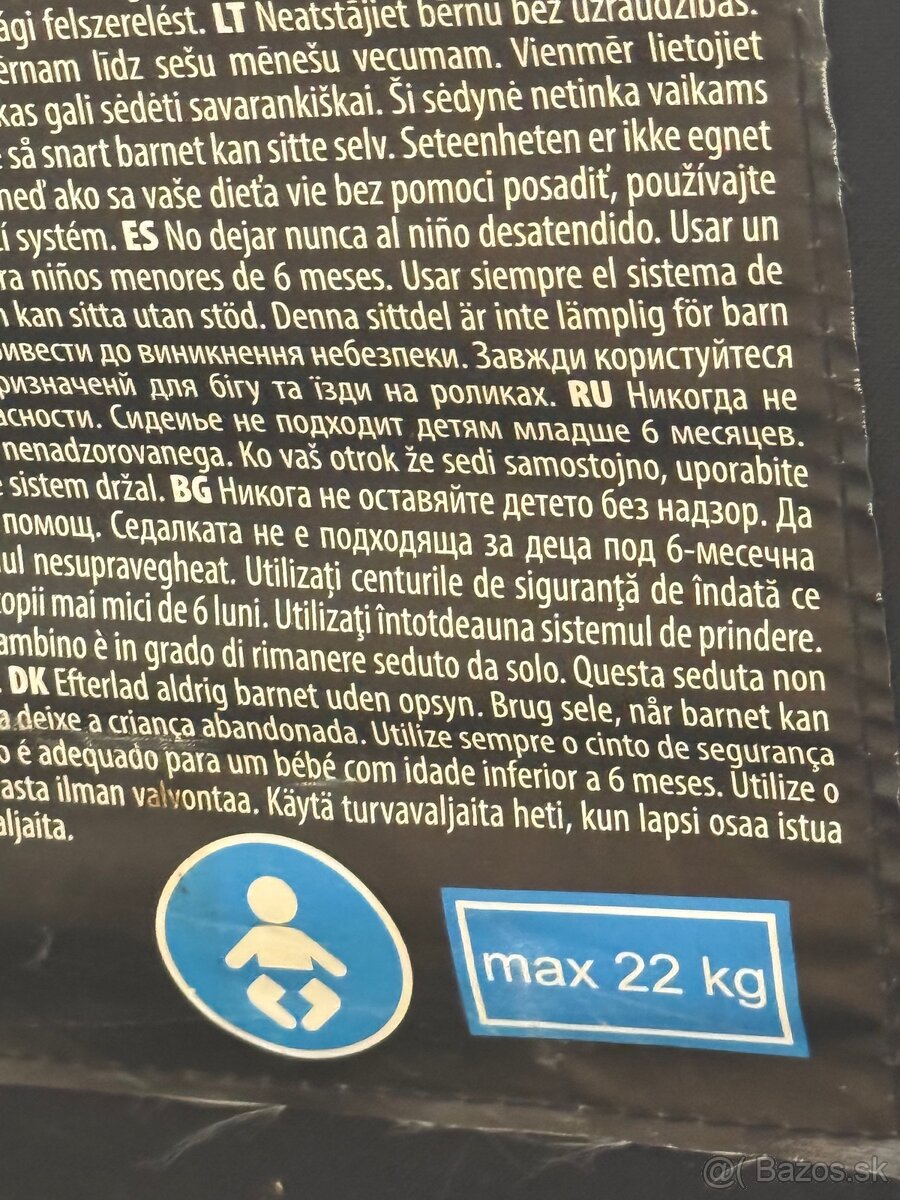 ági felszerelést. LT Neatstājiet bērnu bez uzraudzības.
ērnam līdz sešu mēnešu vecumam. Vienmēr lietojiet
kas gali sėdėti savarankiškai. Ši sėdynė netinka vaikams
så snart barnet kan sitte selv. Seteenheten er ikke egnet
neď ako sa vaše dieťa vie bez pomoci posadiť, používajte
í systém. ES No dejar nunca al niño desatendido. Usar un
ra niños menores de 6 meses. Usar siempre el sistema de
n kan sitta utan stöd. Denna sittdel är inte lämplig för barn
ивести до виникнення небезпеки. Завжди користуйтеся
ризначенй для бігу та їзди на роликах. RU Никогда не
асности. Сидеиье не подходит детям младше 6 месяцев.
nenadzorovanega. Ko vaš otrok že sedi samostojno, uporabite
sistem držal. BG Никога не оставяйте детето без надзор. Да
помощ. Седалката не е подходяща за деца под 6-месечна
ul nesupravegheat. Utilizați centurile de siguranţă de îndată ce
copii mai mici de 6 luni. Utilizaţi întotdeauna sistemul de prindere.
ambino è in grado di rimanere seduto da solo. Questa seduta non
. DK Efterlad aldrig barnet uden opsyn. Brug sele, når barnet kan
a deixe a criança abandonada. Utilize sempre o cinto de segurança
o é adequado para um bébé com idade inferior a 6 meses. Utilize o
asta ilman valvontaa. Käytä turvavaljaita heti, kun lapsi osaa istua
aljaita.
max 22 kg
@( Bazos.sk